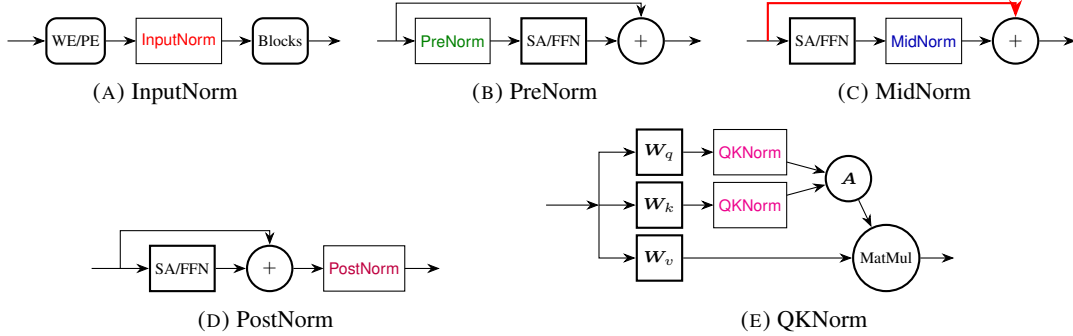 WE/PE InputNorm Blocks
(A) InputNorm
PreNorm SA/FFN +
(B) PreNorm
SA/FFN MidNorm +
(C) MidNorm
SA/FFN + PostNorm
(D) PostNorm
W_q QKNorm
W_k QKNorm
A
W_v
MatMul
(E) QKNorm